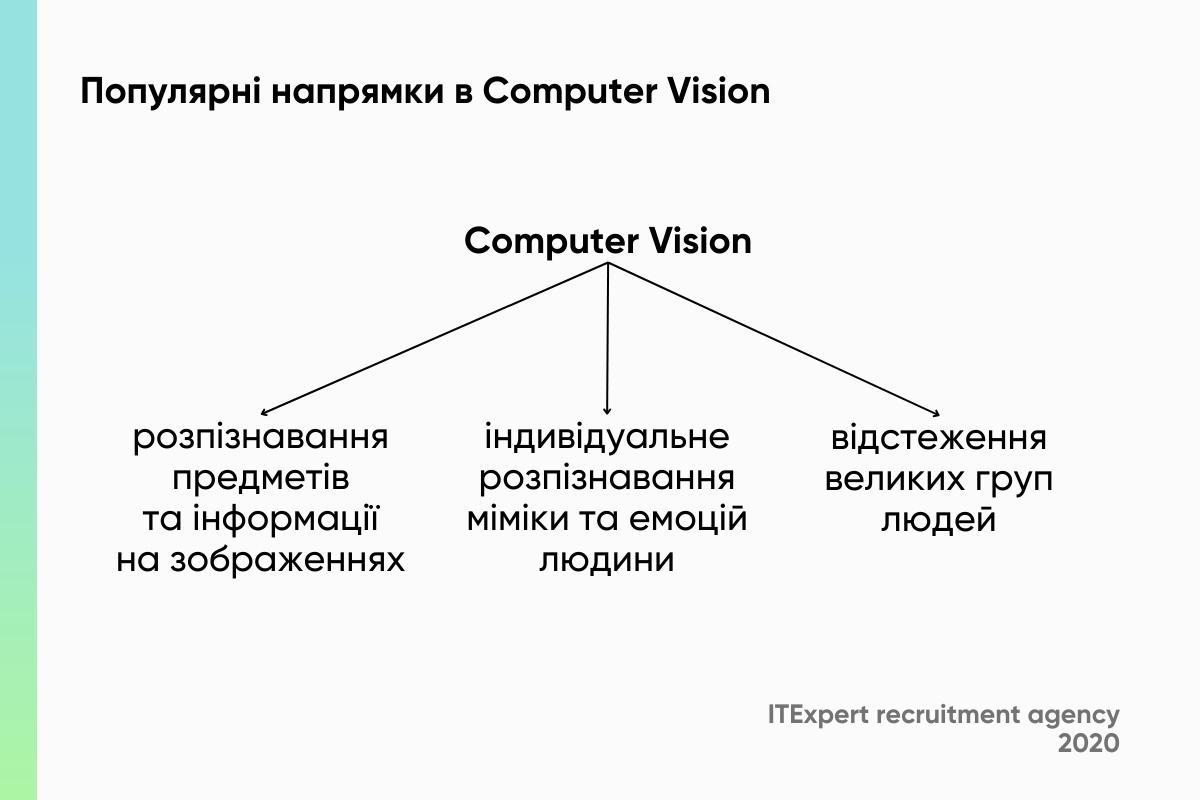 Популярні напрямки в Computer Vision
Computer Vision
розпізнавання
предметів
та інформації
на зображеннях
індивідуальне
розпізнавання
міміки та емоцій
людини
відстеження
великих груп
людей
ITExpert recruitment agency
2020